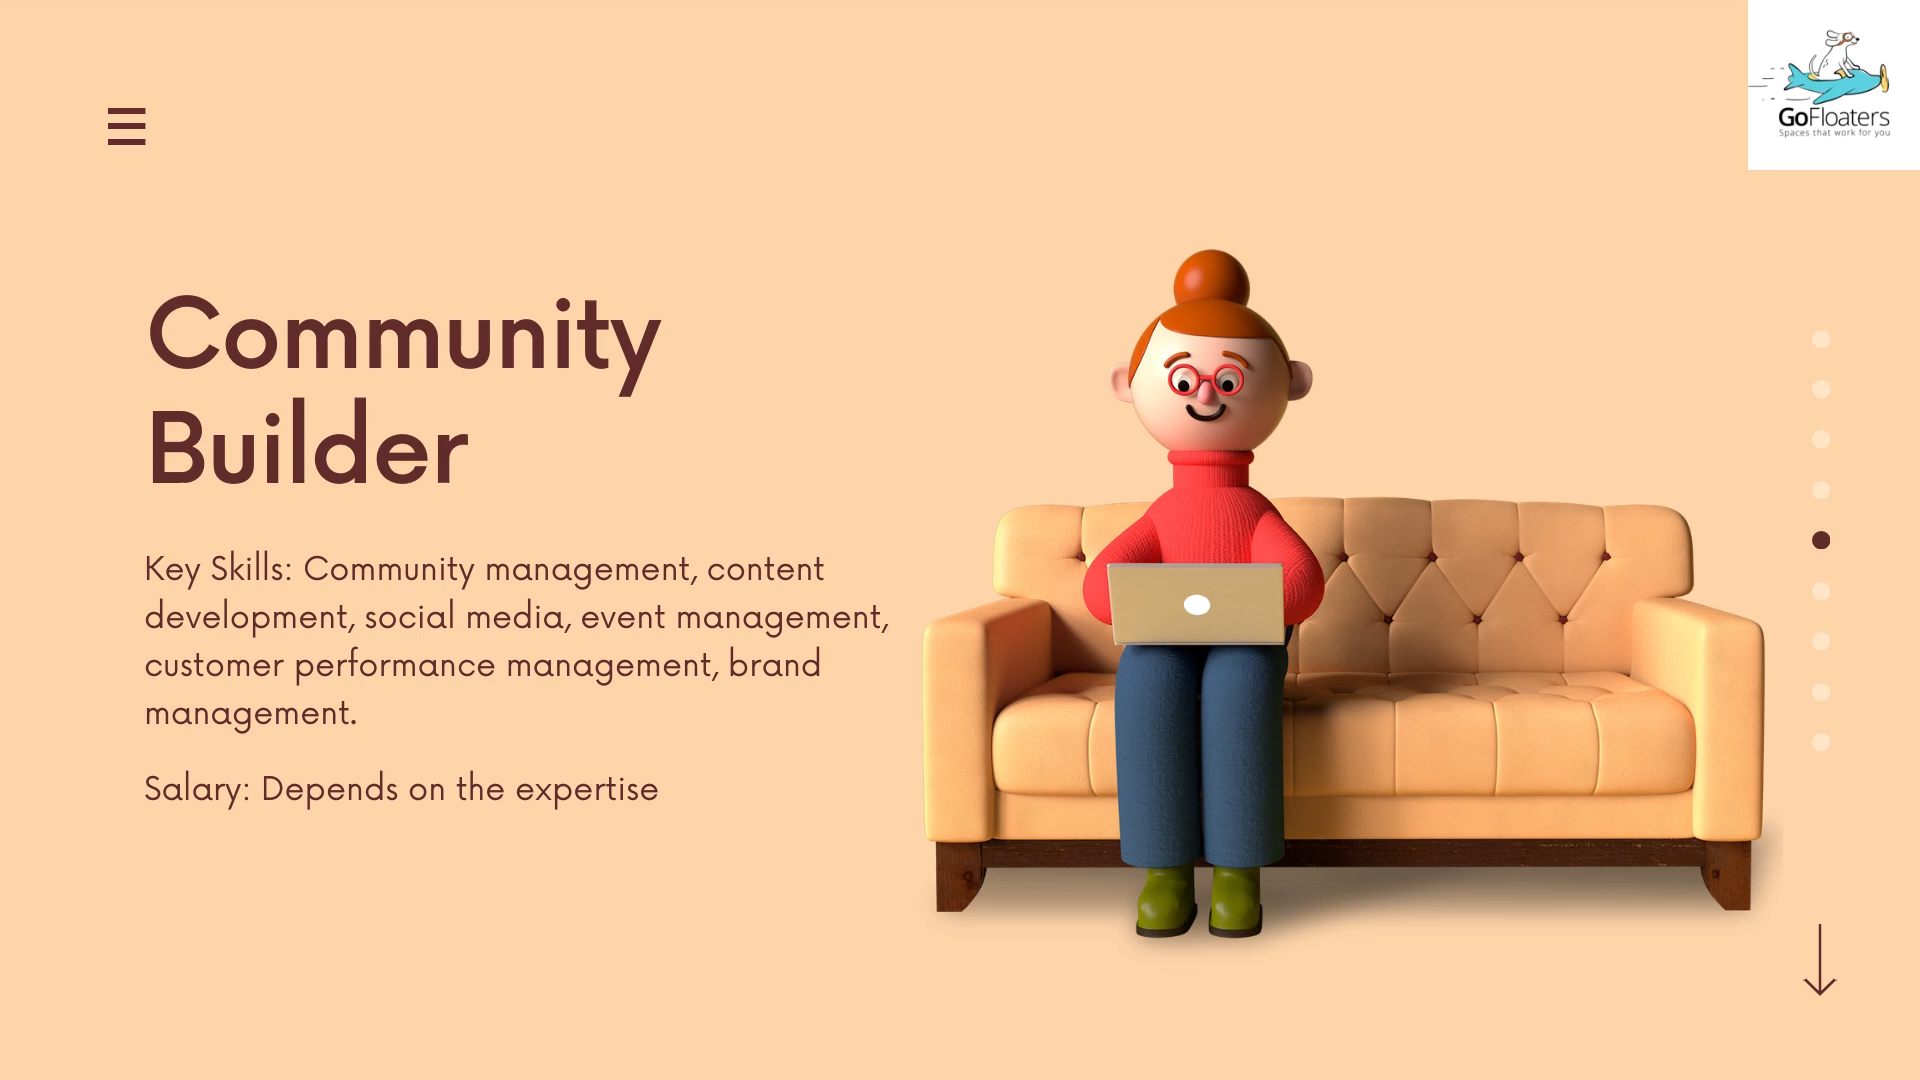 GoFloaters
Spaces that work for you
Community
Builder
Key Skills: Community management, content
development, social media, event management,
customer performance management, brand
management.
Salary: Depends on the expertise